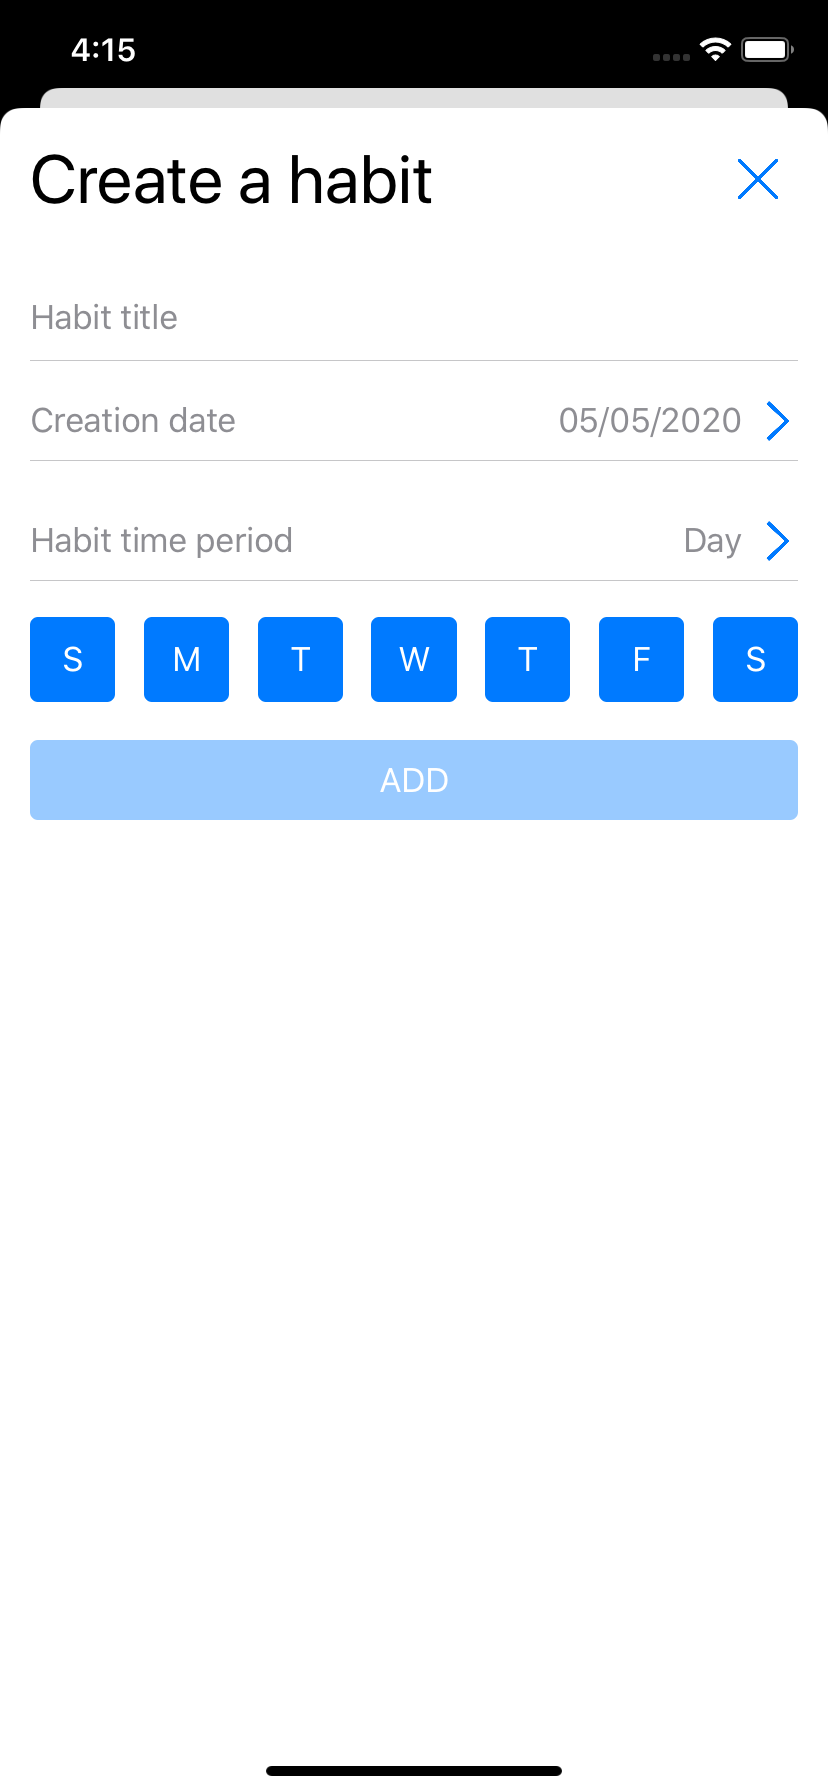 4:15
Create a habit
Habit title
Creation date 05/05/2020
Habit time period Day
S M T W T F S
ADD